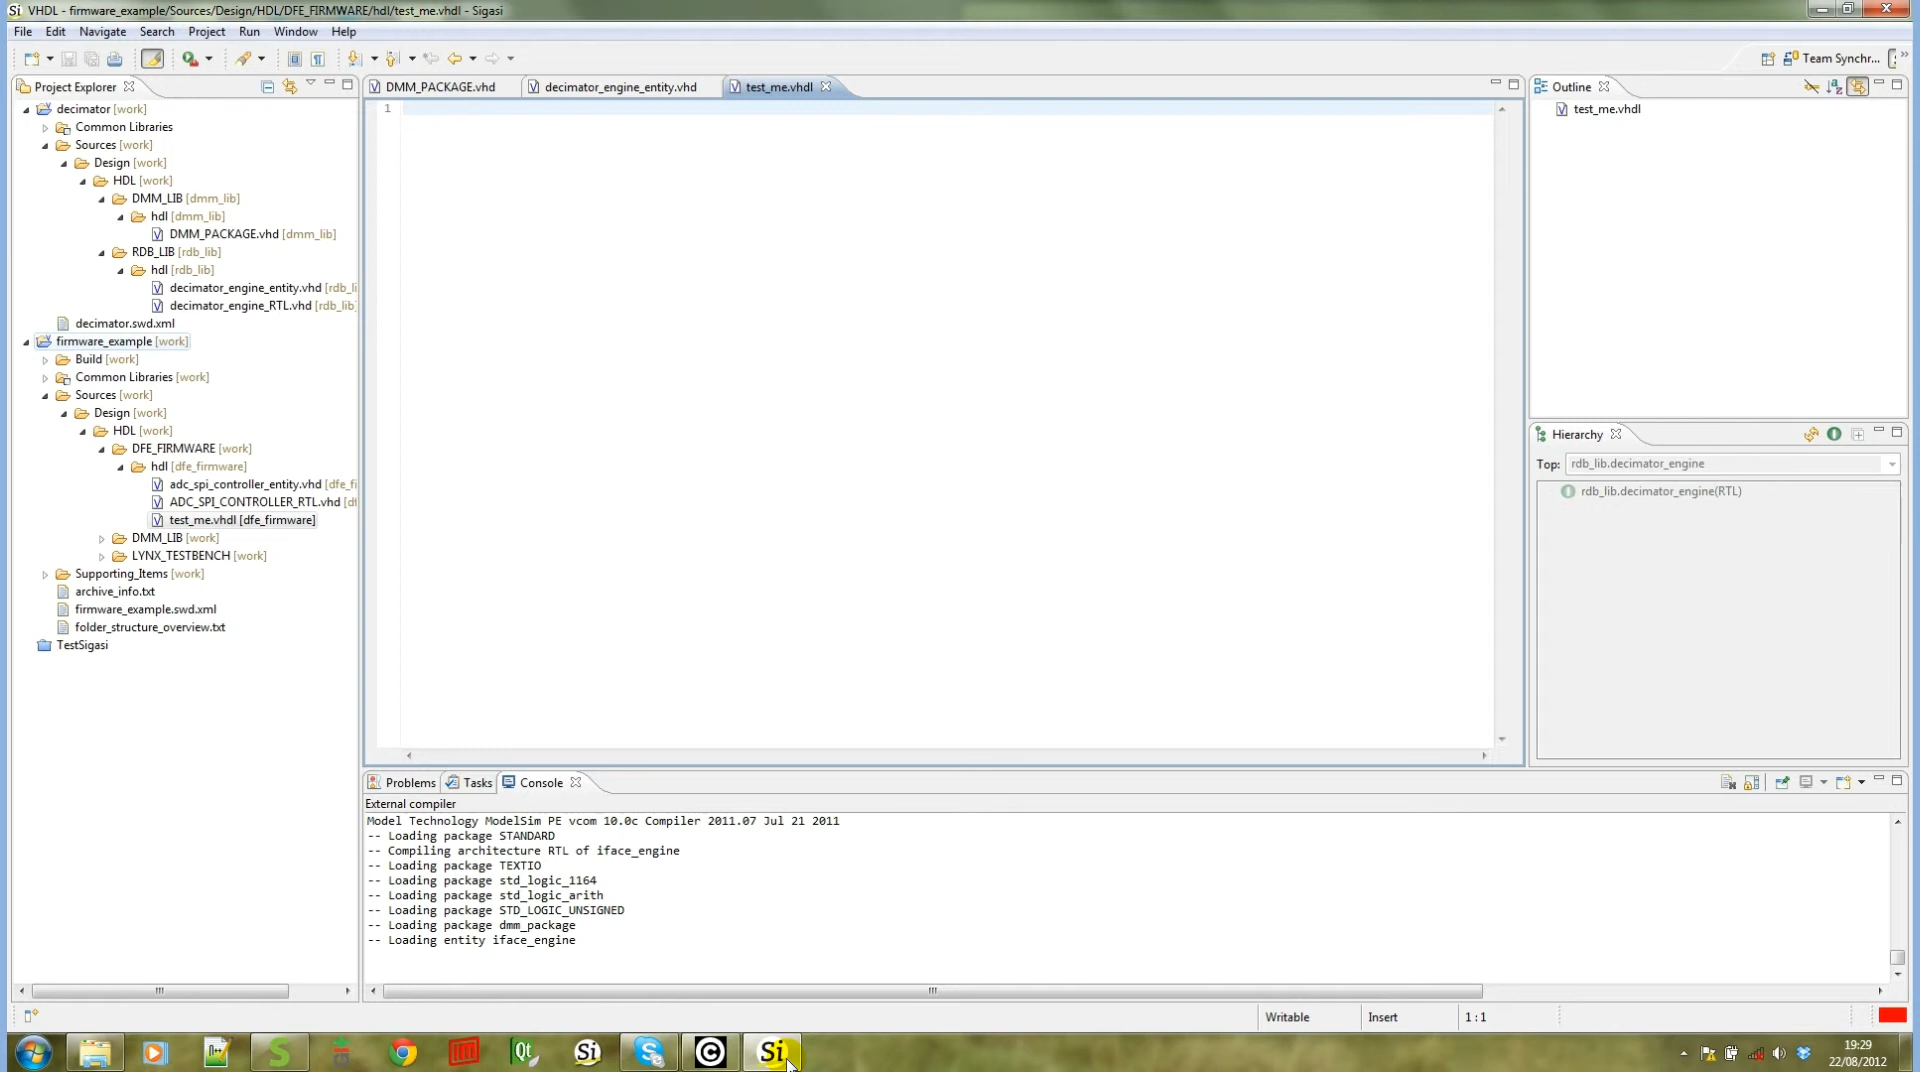 VHDL - firmware_example/Sources/Design/HDL/DFE_FIRMWARE/hdl/test_me.vhdl - Sigasi
File Edit Navigate Search Project Run Window Help
Team Synchr...
Project Explorer
decimator [work]
Common Libraries
Sources [work]
Design [work]
HDL [work]
DMM_LIB [dmm_lib]
hdl [dmm_lib]
DMM_PACKAGE.vhd [dmm_lib]
RDB_LIB [rdb_lib]
hdl [rdb_lib]
decimator_engine_entity.vhd [rdb_li
decimator_engine_RTL.vhd [rdb_lib
decimator.swd.xml
firmware_example [work]
Build [work]
Common Libraries [work]
Sources [work]
Design [work]
HDL [work]
DFE_FIRMWARE [work]
hdl [dfe_firmware]
adc_spi_controller_entity.vhd [dfe_fi
ADC_SPI_CONTROLLER_RTL.vhd [df
test_me.vhdl [dfe_firmware]
DMM_LIB [work]
LYNX_TESTBENCH [work]
Supporting_Items [work]
archive_info.txt
firmware_example.swd.xml
folder_structure_overview.txt
TestSigasi
DMM_PACKAGE.vhd decimator_engine_entity.vhd test_me.vhdl
1
Outline
test_me.vhdl
Hierarchy
Top: rdb_lib.decimator_engine
rdb_lib.decimator_engine(RTL)
Problems Tasks Console
External compiler
Model Technology ModelSim PE vcom 10.0c Compiler 2011.07 Jul 21 2011
-- Loading package STANDARD
-- Compiling architecture RTL of iface_engine
-- Loading package TEXTIO
-- Loading package std_logic_1164
-- Loading package std_logic_arith
-- Loading package STD_LOGIC_UNSIGNED
-- Loading package dmm_package
-- Loading entity iface_engine
Writable Insert 1 : 1
19:29
22/08/2012